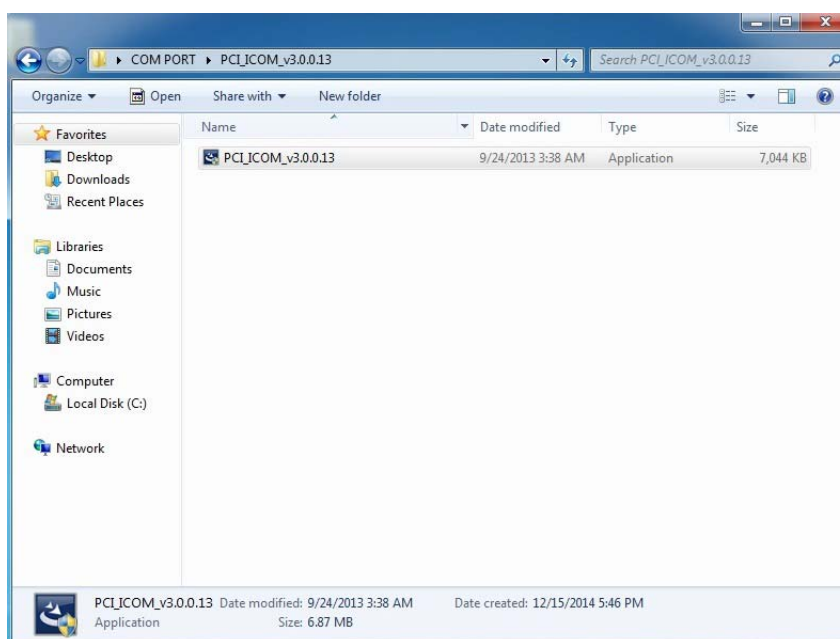 COM PORT ▸ PCI_ICOM_v3.0.0.13 Search PCI_ICOM_v3.0.0.13
Organize Open Share with New folder
Name Date modified Type Size
PCI_ICOM_v3.0.0.13 9/24/2013 3:38 AM Application 7,044 KB
Favorites
Desktop
Downloads
Recent Places
Libraries
Documents
Music
Pictures
Videos
Computer
Local Disk (C:)
Network
PCI_ICOM_v3.0.0.13 Date modified: 9/24/2013 3:38 AM Date created: 12/15/2014 5:46 PM
Application Size: 6.87 MB